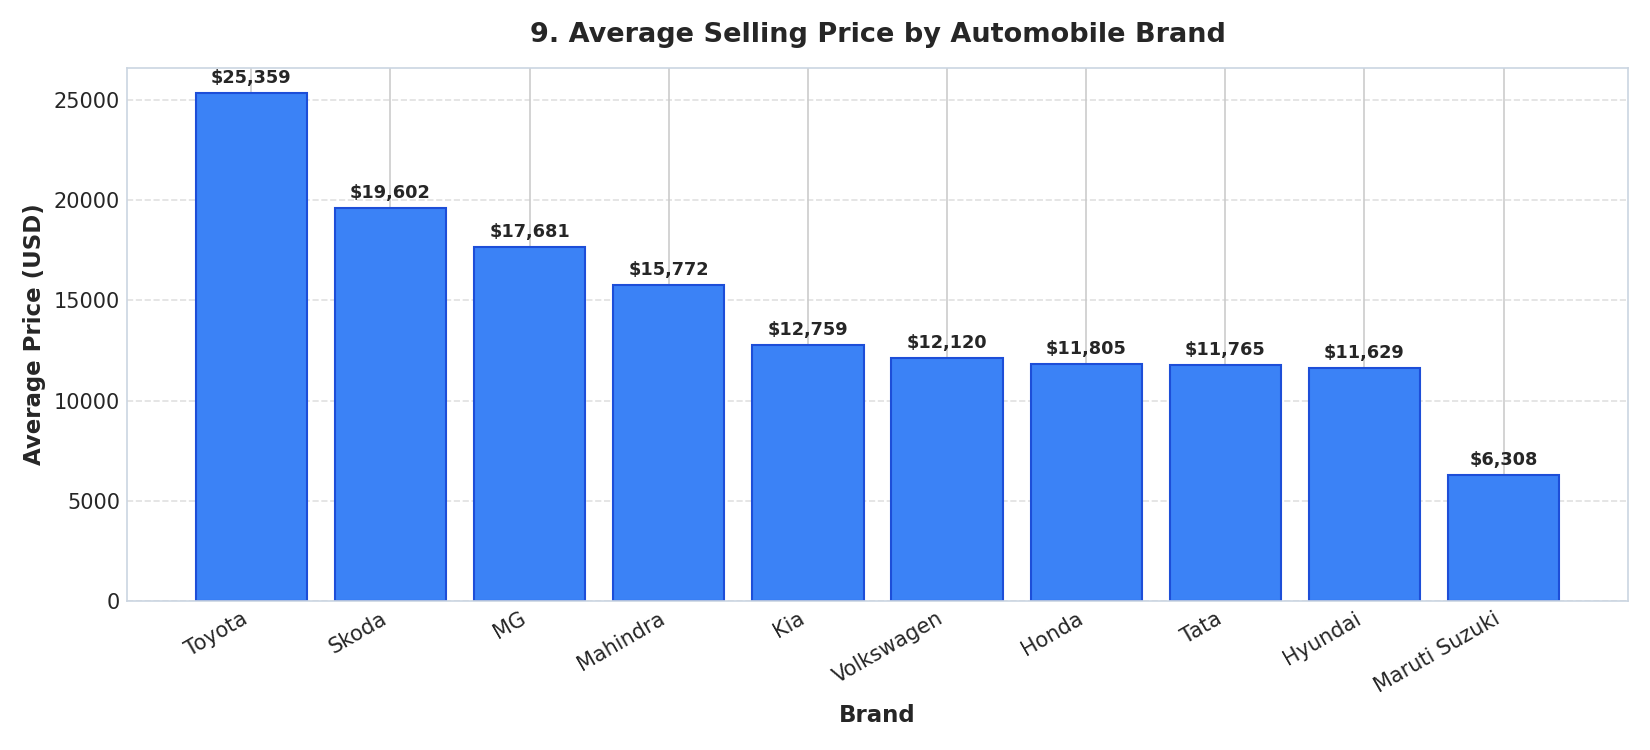 9. Average Selling Price by Automobile Brand
Average Price (USD)
25000
20000
15000
10000
5000
0
$25,359
$19,602
$17,681
$15,772
$12,759
$12,120
$11,805
$11,765
$11,629
$6,308
Toyota
Skoda
MG
Mahindra
Kia
Volkswagen
Honda
Tata
Hyundai
Maruti Suzuki
Brand